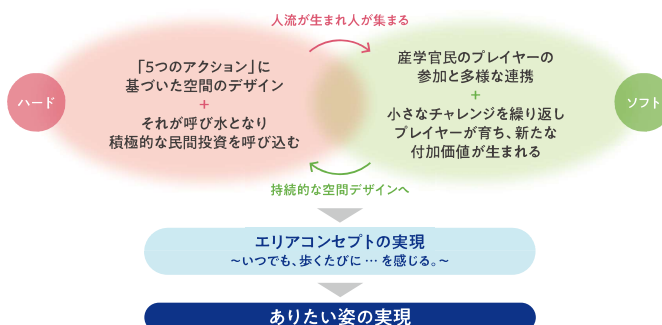 人流が生まれ人が集まる
ハード
「5つのアクション」に
基づいた空間のデザイン
+
それが呼び水となり
積極的な民間投資を呼び込む
産学官民のプレイヤーの
参加と多様な連携
+
小さなチャレンジを繰り返し
プレイヤーが育ち、新たな
付加価値が生まれる
ソフト
持続的な空間デザインへ
エリアコンセプトの実現
～いつでも、歩くたびに … を感じる。～
ありたい姿の実現